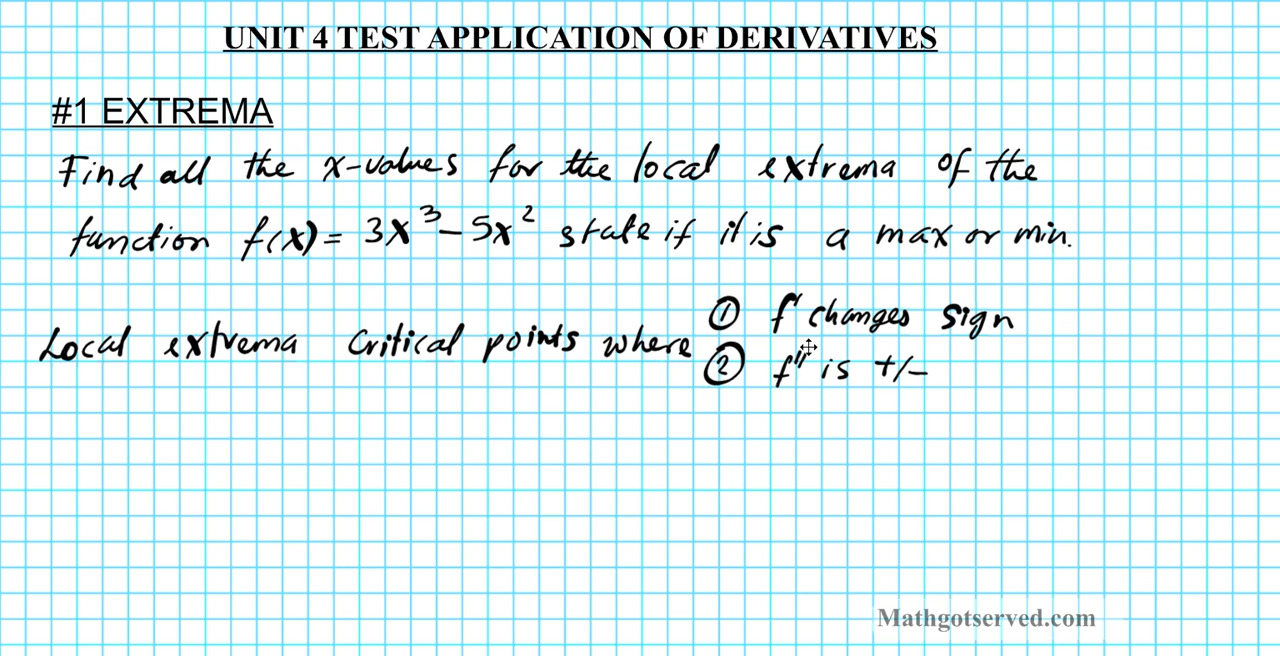 UNIT 4 TEST APPLICATION OF DERIVATIVES
#1 EXTREMA
Find all the x-values for the local extrema of the
function f(x) = 3x³ - 5x² state if it is a max or min.
Local extrema Critical points where ① f' changes sign
② f'' is +/-
Mathgotserved.com